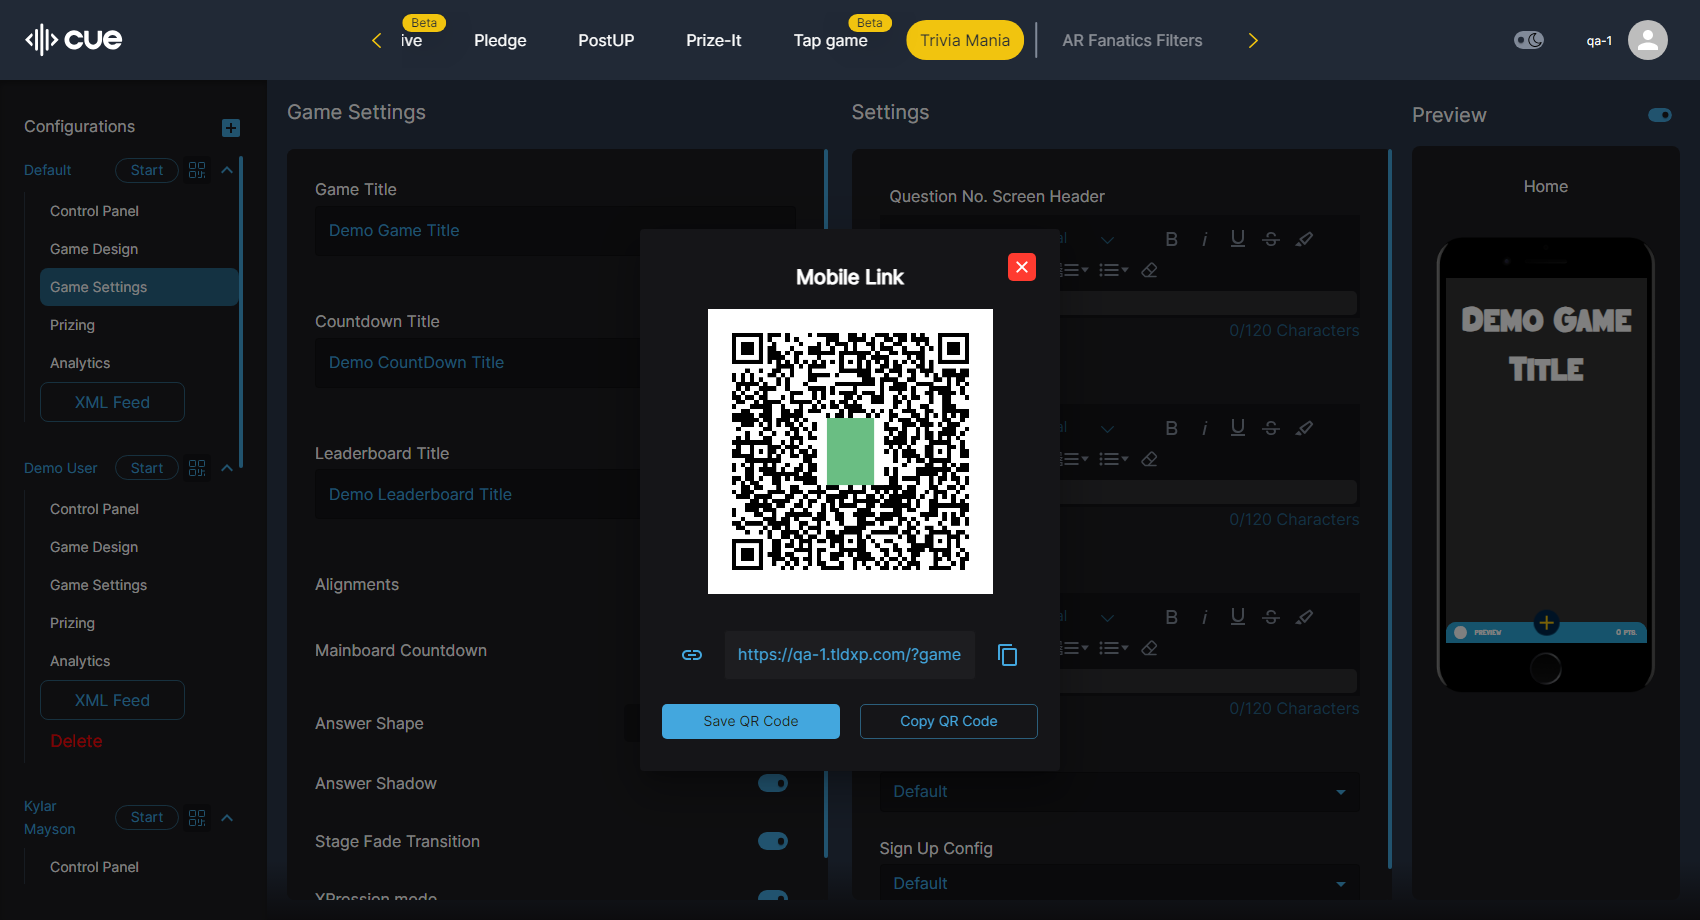 cue
Beta
ive
Pledge
PostUP
Prize-It
Tap game
Beta
Trivia Mania
AR Fanatics Filters
qa-1
Configurations
Default
Start
Control Panel
Game Design
Game Settings
Prizing
Analytics
XML Feed
Demo User
Start
Control Panel
Game Design
Game Settings
Prizing
Analytics
XML Feed
Delete
Kylar
Mayson
Start
Control Panel
Game Settings
Game Title
Demo Game Title
Countdown Title
Demo CountDown Title
Leaderboard Title
Demo Leaderboard Title
Alignments
Mainboard Countdown
Answer Shape
Answer Shadow
Stage Fade Transition
XPression mode
Mobile Link
https://qa-1.tldxp.com/?game
Save QR Code
Copy QR Code
Settings
Question No. Screen Header
al
B i U S
0/120 Characters
al
B i U S
0/120 Characters
al
B i U S
0/120 Characters
Default
Sign Up Config
Default
Preview
Home
Demo Game
Title
PREVIEW
0 PTS.